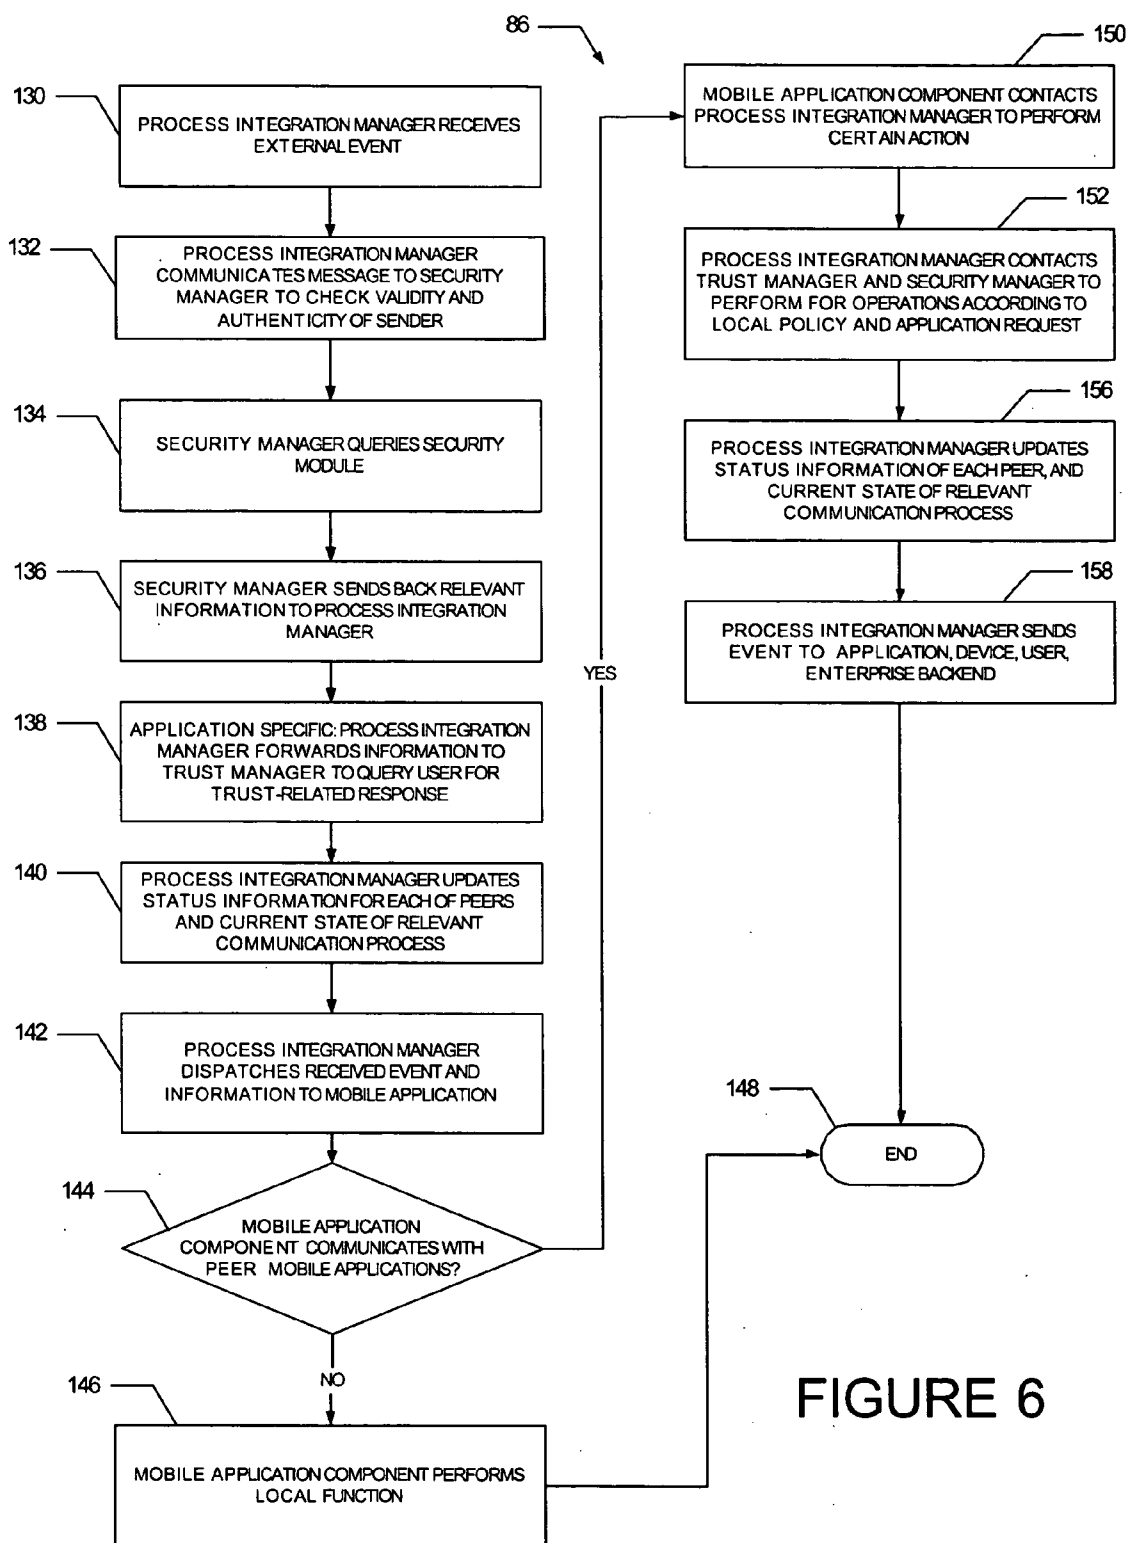 86
130
PROCESS INTEGRATION MANAGER RECEIVES
EXTERNAL EVENT
132
PROCESS INTEGRATION MANAGER
COMMUNICATES MESSAGE TO SECURITY
MANAGER TO CHECK VALIDITY AND
AUTHENTICITY OF SENDER
134
SECURITY MANAGER QUERIES SECURITY
MODULE
136
SECURITY MANAGER SENDS BACK RELEVANT
INFORMATION TO PROCESS INTEGRATION
MANAGER
138
APPLICATION SPECIFIC: PROCESS INTEGRATION
MANAGER FORWARDS INFORMATION TO
TRUST MANAGER TO QUERY USER FOR
TRUST-RELATED RESPONSE
140
PROCESS INTEGRATION MANAGER UPDATES
STATUS INFORMATION FOR EACH OF PEERS
AND CURRENT STATE OF RELEVANT
COMMUNICATION PROCESS
142
PROCESS INTEGRATION MANAGER
DISPATCHES RECEIVED EVENT AND
INFORMATION TO MOBILE APPLICATION
144
MOBILE APPLICATION
COMPONENT COMMUNICATES WITH
PEER MOBILE APPLICATIONS?
NO
146
MOBILE APPLICATION COMPONENT PERFORMS
LOCAL FUNCTION
YES
150
MOBILE APPLICATION COMPONENT CONTACTS
PROCESS INTEGRATION MANAGER TO PERFORM
CERTAIN ACTION
152
PROCESS INTEGRATION MANAGER CONTACTS
TRUST MANAGER AND SECURITY MANAGER TO
PERFORM FOR OPERATIONS ACCORDING TO
LOCAL POLICY AND APPLICATION REQUEST
156
PROCESS INTEGRATION MANAGER UPDATES
STATUS INFORMATION OF EACH PEER, AND
CURRENT STATE OF RELEVANT
COMMUNICATION PROCESS
158
PROCESS INTEGRATION MANAGER SENDS
EVENT TO APPLICATION, DEVICE, USER,
ENTERPRISE BACKEND
148
END
FIGURE 6